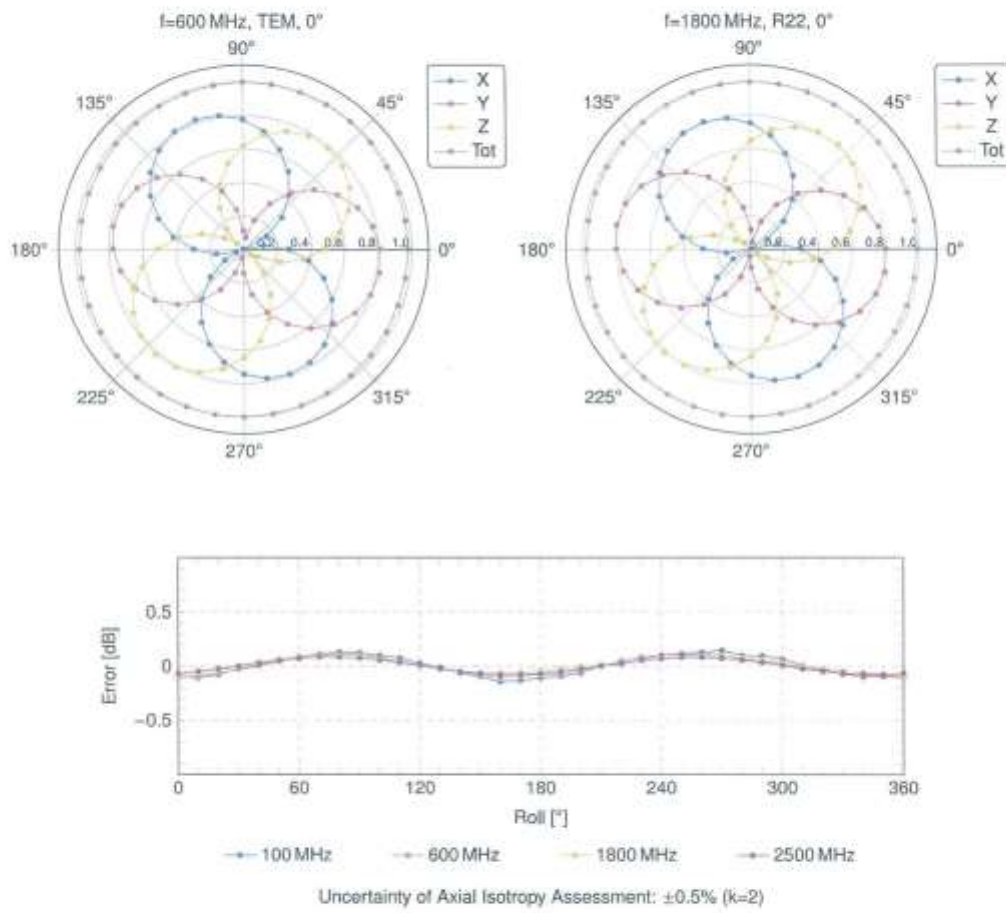 f=600 MHz, TEM, 0°
90°
135°
45°
180°
0.2 0.4 0.6 0.8 1.0
0°
225°
315°
270°
X
Y
Z
Tot
f=1800 MHz, R22, 0°
90°
135°
45°
180°
0.2 0.4 0.6 0.8 1.0
0°
225°
315°
270°
X
Y
Z
Tot
Error [dB]
0.5
0
−0.5
0 60 120 180 240 300 360
Roll [°]
100 MHz 600 MHz 1800 MHz 2500 MHz
Uncertainty of Axial Isotropy Assessment: ±0.5% (k=2)